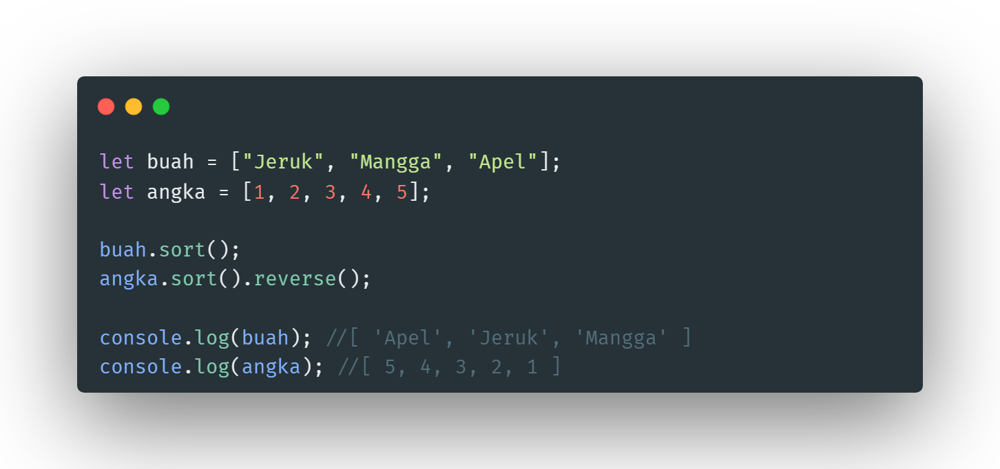 let buah = ["Jeruk", "Mangga", "Apel"];
let angka = [1, 2, 3, 4, 5];
buah.sort();
angka.sort().reverse();
console.log(buah); //[ 'Apel', 'Jeruk', 'Mangga' ]
console.log(angka); //[ 5, 4, 3, 2, 1 ]